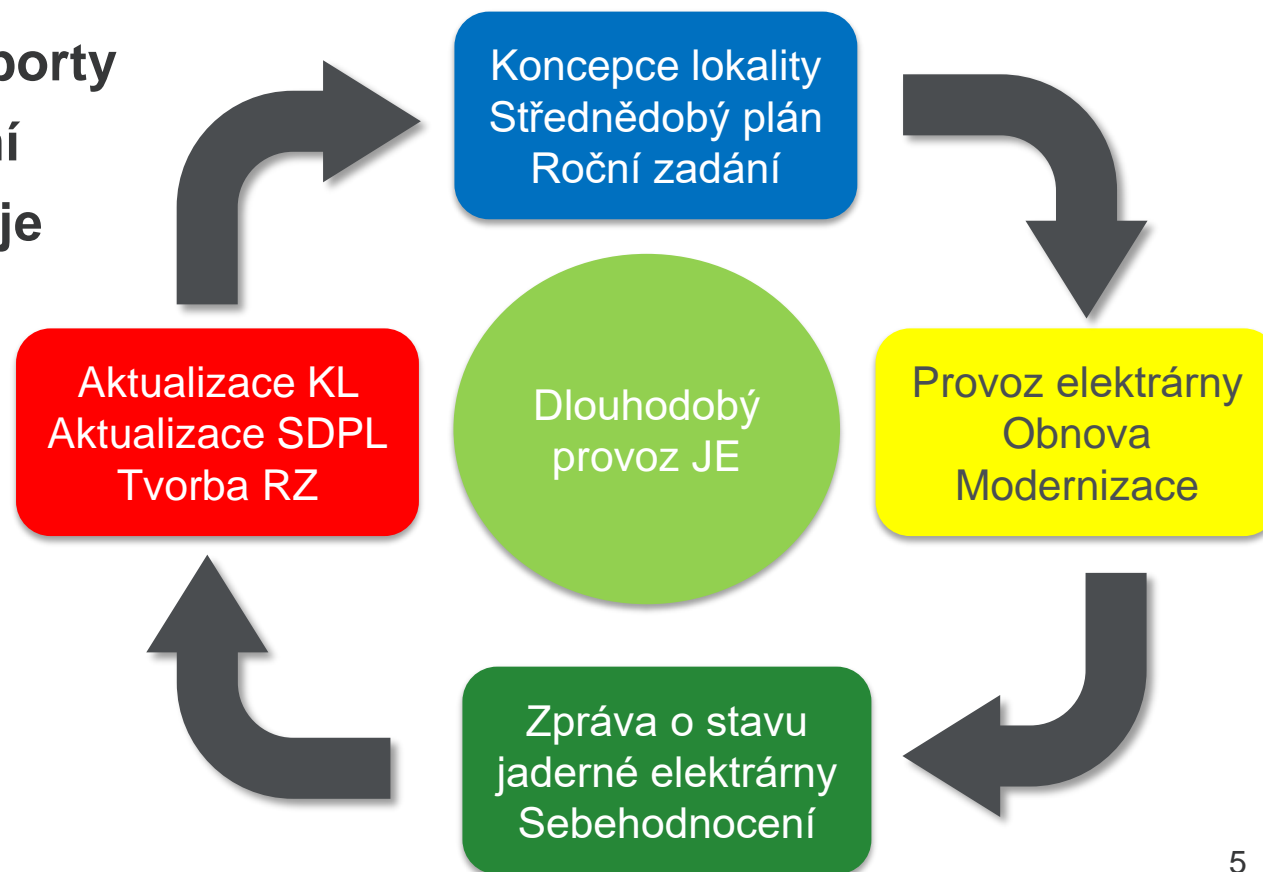 porty
ní
je
Koncepce lokality
Střednědobý plán
Roční zadání
Aktualizace KL
Aktualizace SDPL
Tvorba RZ
Dlouhodobý
provoz JE
Provoz elektrárny
Obnova
Modernizace
Zpráva o stavu
jaderné elektrárny
Sebehodnocení
5